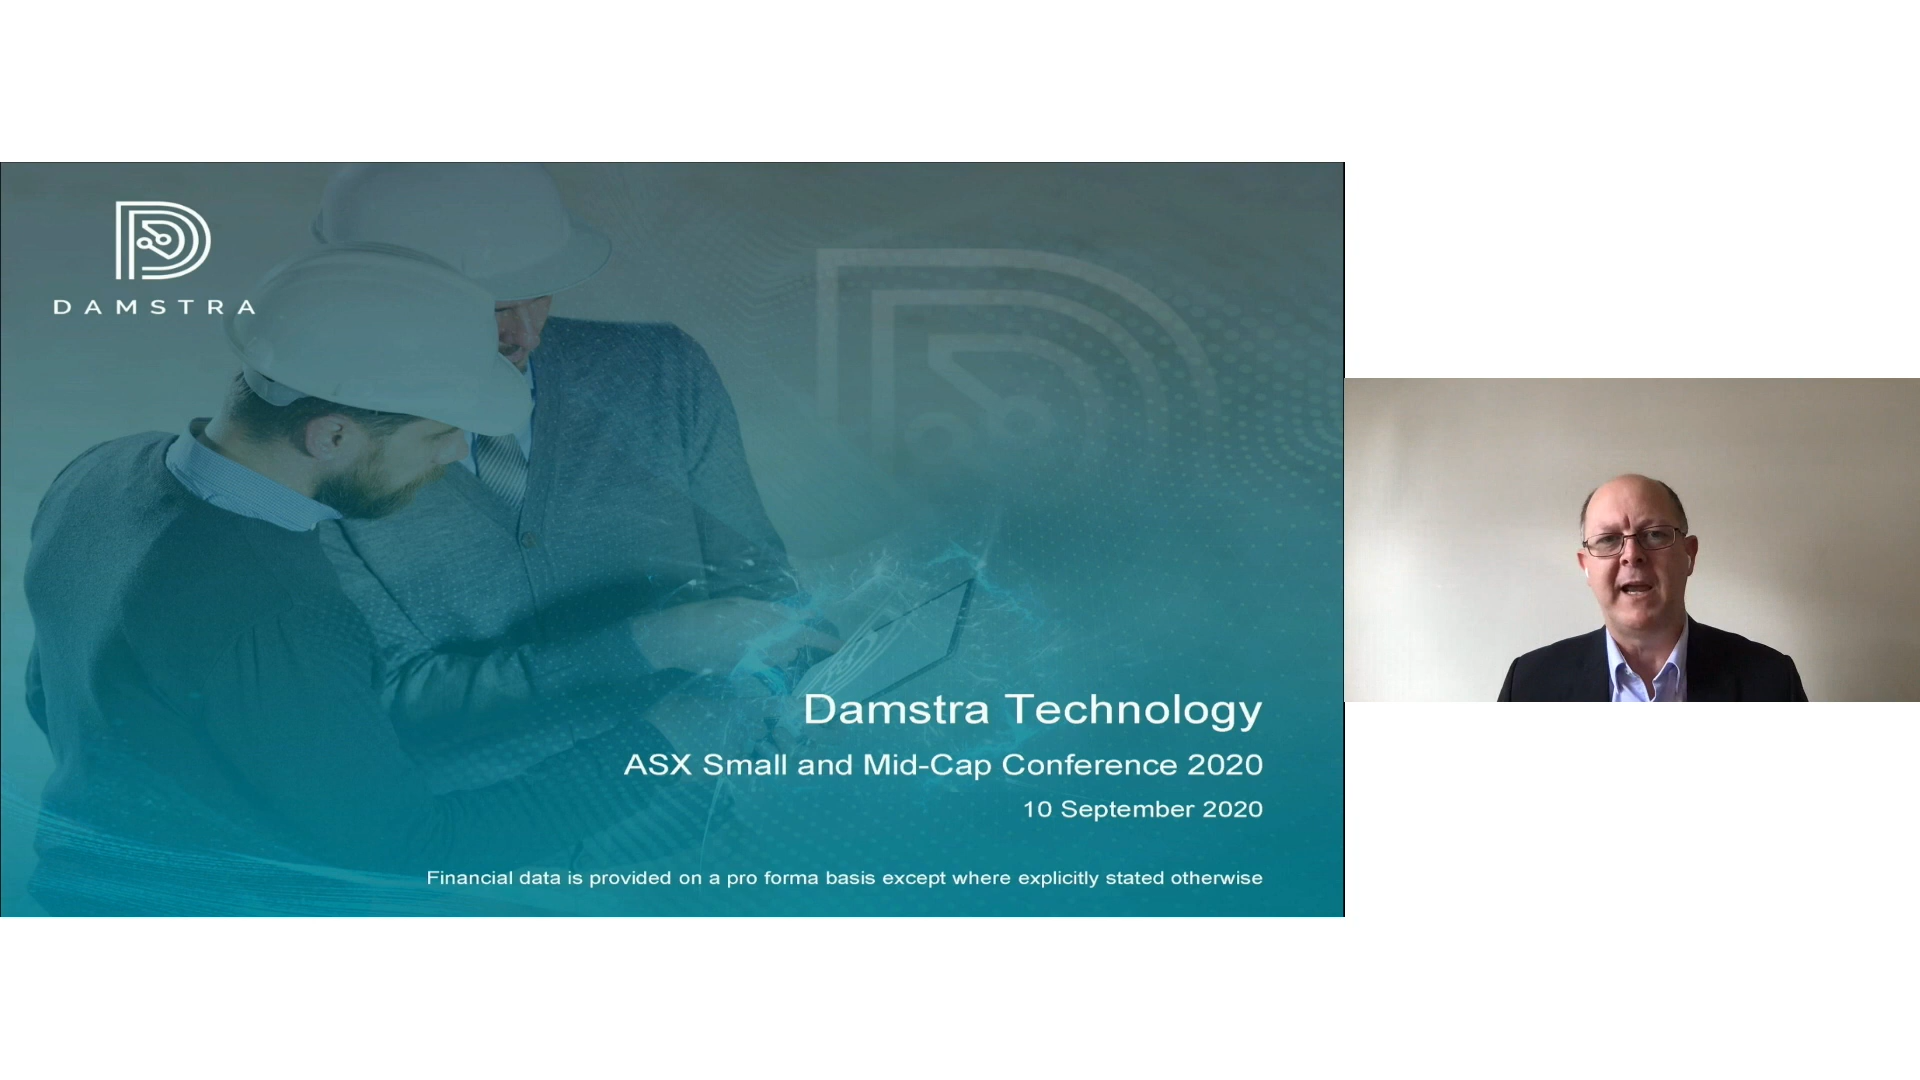 DAMSTRA
Damstra Technology
ASX Small and Mid-Cap Conference 2020
10 September 2020
Financial data is provided on a pro forma basis except where explicitly stated otherwise